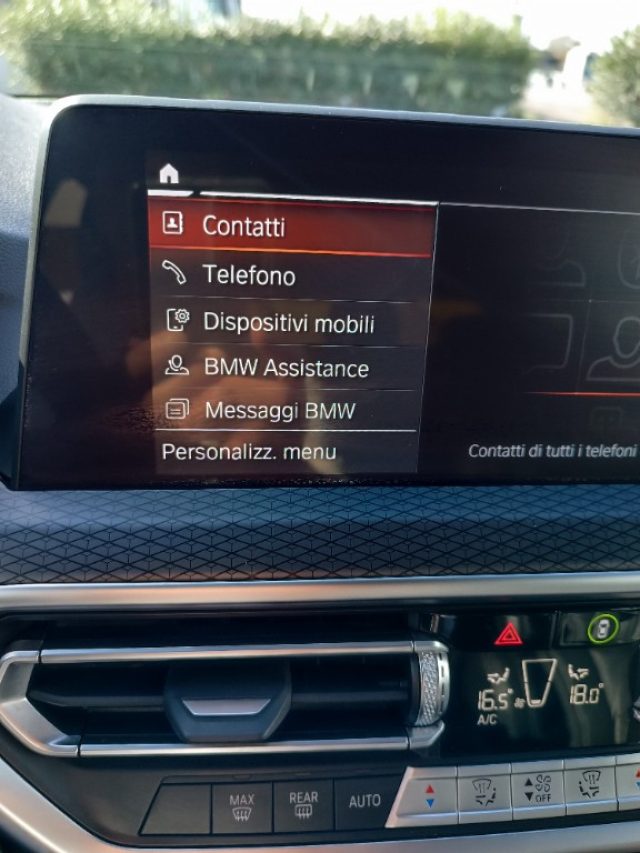 Contatti
Telefono
Dispositivi mobili
BMW Assistance
Messaggi BMW
Personalizz. menu
Contatti di tutti i telefoni
16.5°
18.0°
A/C
MAX
REAR
AUTO
OFF